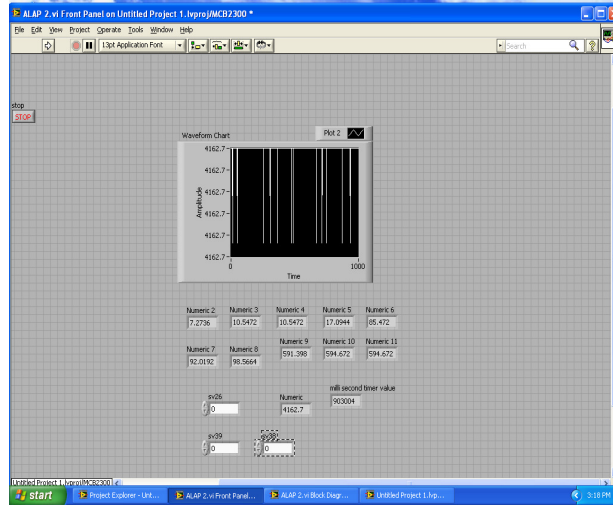 ALAP 2.vi Front Panel on Untitled Project 1.lvproj/MCB2300 *
File Edit View Project Operate Tools Window Help
13pt Application Font
Search
stop
STOP
Waveform Chart
Plot 2
4162.7
4162.7
4162.7
4162.7
4162.7
4162.7
Amplitude
0
1000
Time
Numeric 2 Numeric 3 Numeric 4 Numeric 5 Numeric 6
7.2736 10.5472 10.5472 17.0944 85.472
Numeric 7 Numeric 8 Numeric 9 Numeric 10 Numeric 11
92.0192 98.5664 591.398 594.672 594.672
sv26 Numeric milli second timer value
0 4162.7 903004
sv39 sv38
0 0
Untitled Project 1.lvproj/MCB2300
start Project Explorer - Unt... ALAP 2.vi Front Panel... ALAP 2.vi Block Diagr... Untitled Project 1.lvp... 3:18 PM